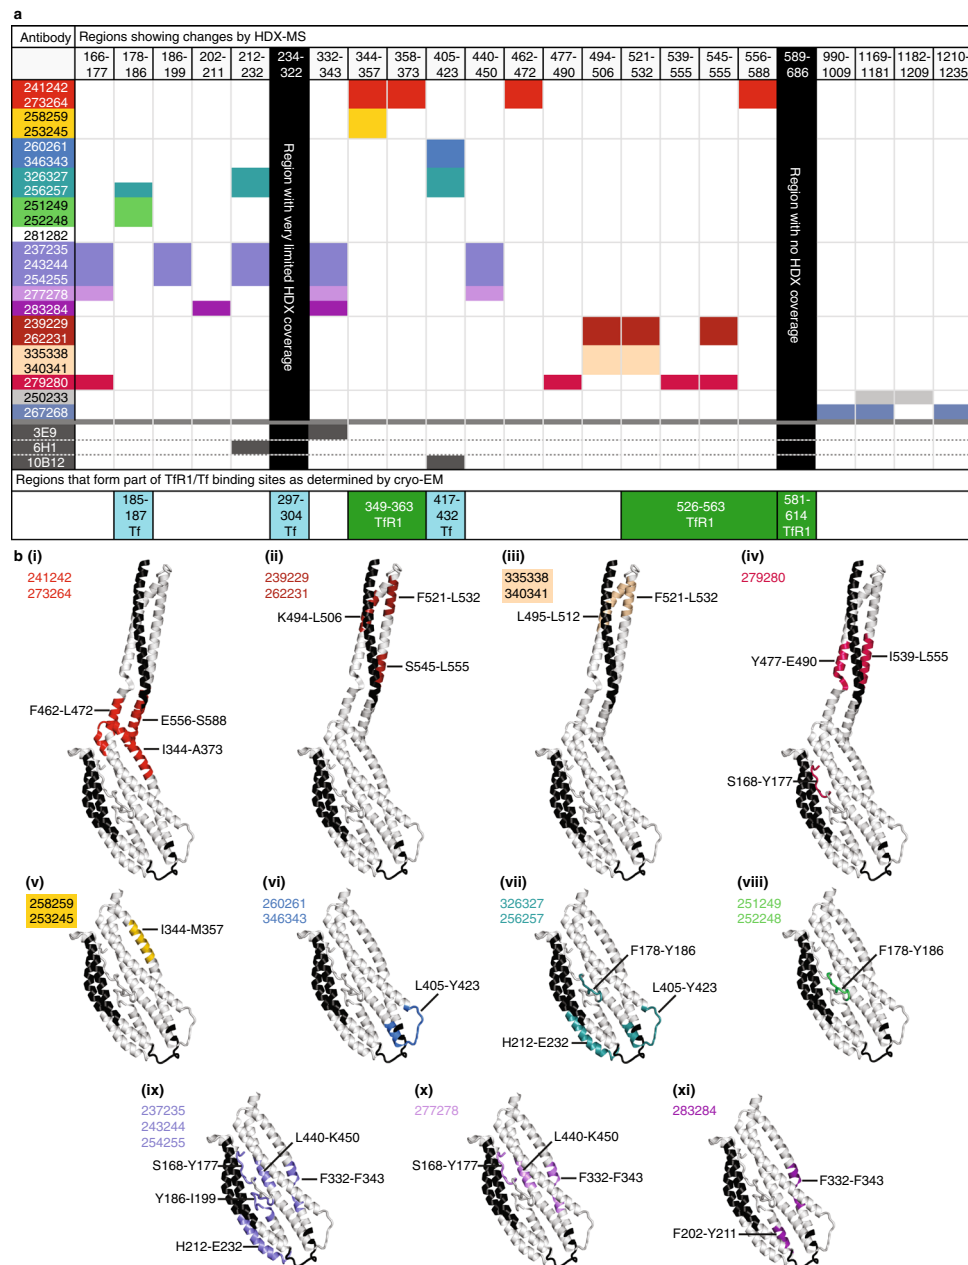 a
Antibody Regions showing changes by HDX-MS
166-177 178-186 186-199 202-211 212-232 234-322 332-343 344-357 358-373 405-423 440-450 462-472 477-490 494-506 521-532 539-555 545-555 556-588 589-686 990-1009 1169-1181 1182-1209 1210-1235
241242
273264
258259
253245
260261
346343
326327
256257
251249
252248
281282
237235
243244
254255
277278
283284
239229
262231
335338
340341
279280
250233
267268
3E9
6H1
10B12
Region with very limited HDX coverage
Region with no HDX coverage
Regions that form part of TfR1/Tf binding sites as determined by cryo-EM
185-187 Tf
297-304 Tf
349-363 TfR1
417-432 Tf
526-563 TfR1
581-614 TfR1
b (i)
241242
273264
F462-L472
E556-S588
I344-A373
(ii)
239229
262231
F521-L532
K494-L506
S545-L555
(iii)
335338
340341
F521-L532
L495-L512
(iv)
279280
Y477-E490
I539-L555
S168-Y177
(v)
258259
253245
I344-M357
(vi)
260261
346343
L405-Y423
(vii)
326327
256257
F178-Y186
L405-Y423
H212-E232
(viii)
251249
252248
F178-Y186
(ix)
237235
243244
254255
L440-K450
S168-Y177
F332-F343
Y186-I199
H212-E232
(x)
277278
L440-K450
S168-Y177
F332-F343
(xi)
283284
F332-F343
F202-Y211